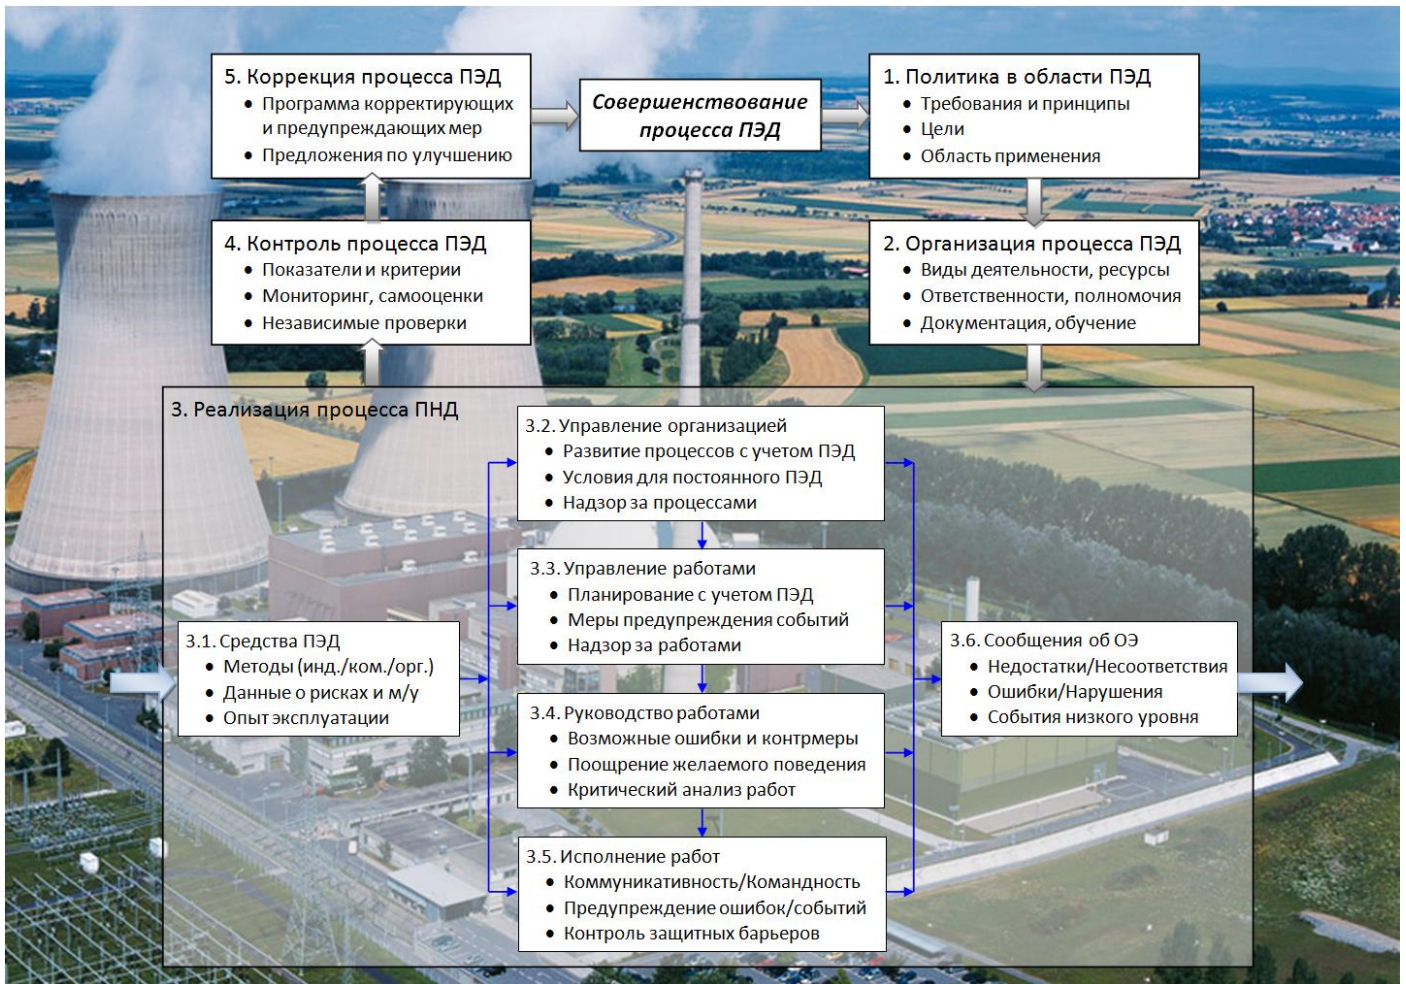 5. Коррекция процесса ПЭД
• Программа корректирующих
и предупреждающих мер
• Предложения по улучшению
Совершенствование
процесса ПЭД
1. Политика в области ПЭД
• Требования и принципы
• Цели
• Область применения
4. Контроль процесса ПЭД
• Показатели и критерии
• Мониторинг, самооценки
• Независимые проверки
2. Организация процесса ПЭД
• Виды деятельности, ресурсы
• Ответственности, полномочия
• Документация, обучение
3. Реализация процесса ПНД
3.1. Средства ПЭД
• Методы (инд./ком./орг.)
• Данные о рисках и м/у
• Опыт эксплуатации
3.2. Управление организацией
• Развитие процессов с учетом ПЭД
• Условия для постоянного ПЭД
• Надзор за процессами
3.3. Управление работами
• Планирование с учетом ПЭД
• Меры предупреждения событий
• Надзор за работами
3.4. Руководство работами
• Возможные ошибки и контрмеры
• Поощрение желаемого поведения
• Критический анализ работ
3.5. Исполнение работ
• Коммуникативность/Командность
• Предупреждение ошибок/событий
• Контроль защитных барьеров
3.6. Сообщения об ОЭ
• Недостатки/Несоответствия
• Ошибки/Нарушения
• События низкого уровня